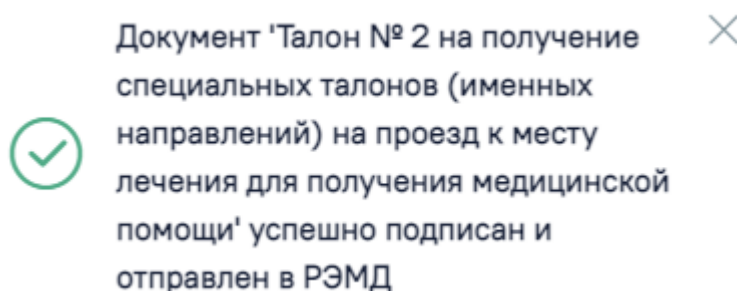 Документ 'Талон № 2 на получение
специальных талонов (именных
направлений) на проезд к месту
лечения для получения медицинской
помощи' успешно подписан и
отправлен в РЭМД